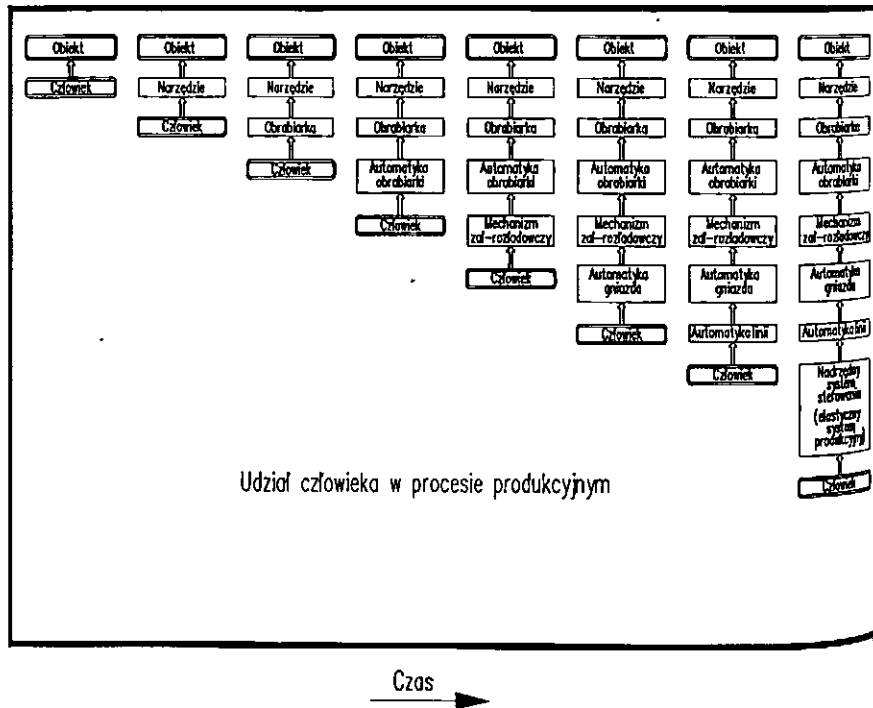 Obiekt
Człowiek
Obiekt
Narzędzie
Człowiek
Obiekt
Narzędzie
Obrabiarka
Człowiek
Obiekt
Narzędzie
Obrabiarka
Automatyka
obrabiarki
Człowiek
Obiekt
Narzędzie
Obrabiarka
Automatyka
obrabiarki
Mechanizm
zał-rozładowczy
Człowiek
Obiekt
Narzędzie
Obrabiarka
Automatyka
obrabiarki
Mechanizm
zał-rozładowczy
Automatyka
gniazda
Człowiek
Obiekt
Narzędzie
Obrabiarka
Automatyka
obrabiarki
Mechanizm
zał-rozładowczy
Automatyka
gniazda
Automatyka linii
Człowiek
Obiekt
Narzędzie
Obrabiarka
Automatyka
obrabiarki
Mechanizm
zał-rozładowczy
Automatyka
gniazda
Automatyka linii
Nadrzędny
system
sterowania
(elastyczny
system
produkcyjny)
Człowiek
Udział człowieka w procesie produkcyjnym
Czas